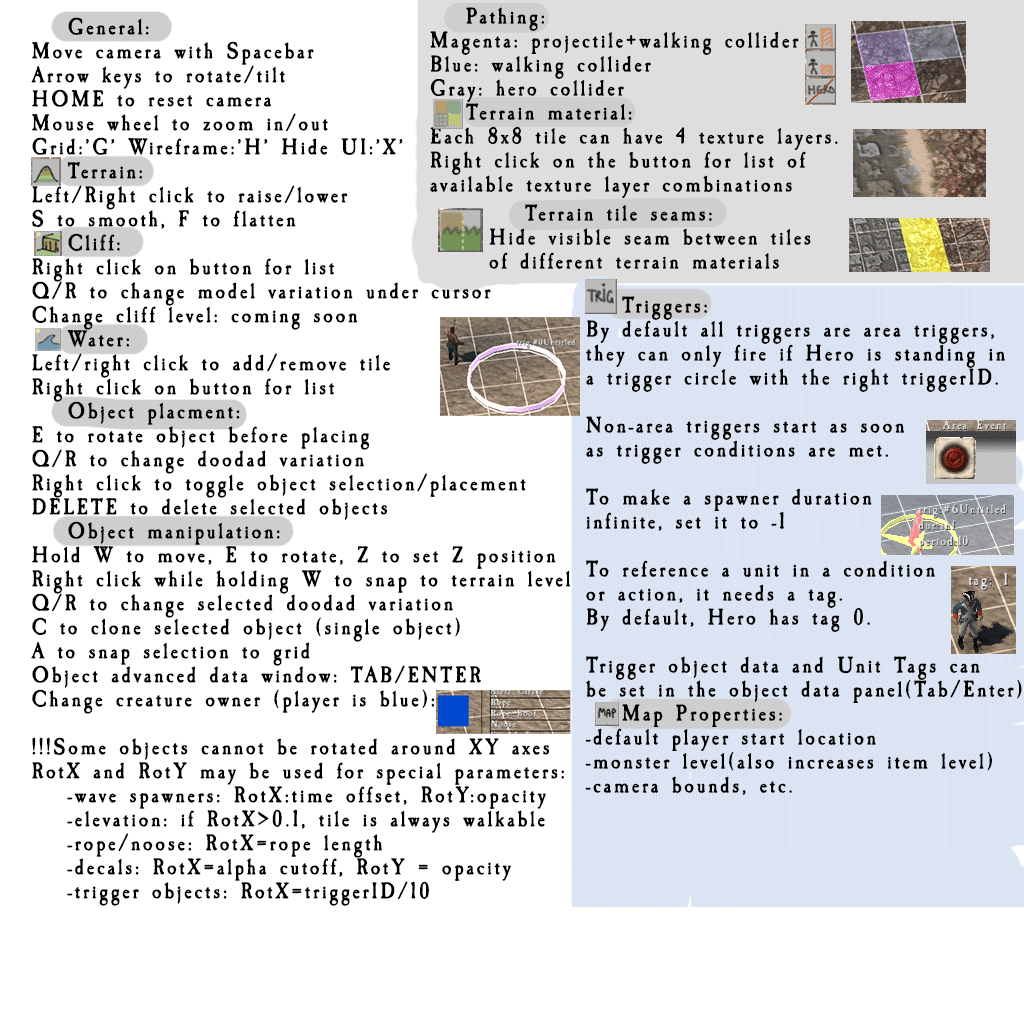 General:
Move camera with Spacebar
Arrow keys to rotate/tilt
HOME to reset camera
Mouse wheel to zoom in/out
Grid:'G' Wireframe:'H' Hide UI:'X'
Terrain:
Left/Right click to raise/lower
S to smooth, F to flatten
Cliff:
Right click on button for list
Q/R to change model variation under cursor
Change cliff level: coming soon
Water:
Left/right click to add/remove tile
Right click on button for list
Object placment:
E to rotate object before placing
Q/R to change doodad variation
Right click to toggle object selection/placement
DELETE to delete selected objects
Object manipulation:
Hold W to move, E to rotate, Z to set Z position
Right click while holding W to snap to terrain level
Q/R to change selected doodad variation
C to clone selected object (single object)
A to snap selection to grid
Object advanced data window: TAB/ENTER
Change creature owner (player is blue):
Rope
Rope Root
Noose
!!!Some objects cannot be rotated around XY axes
RotX and RotY may be used for special parameters:
-wave spawners: RotX:time offset, RotY:opacity
-elevation: if RotX>0.1, tile is always walkable
-rope/noose: RotX=rope length
-decals: RotX=alpha cutoff, RotY = opacity
-trigger objects: RotX=triggerID/10
Pathing:
Magenta: projectile+walking collider
Blue: walking collider
Gray: hero collider
HERO
Terrain material:
Each 8x8 tile can have 4 texture layers.
Right click on the button for list of
available texture layer combinations
Terrain tile seams:
Hide visible seam between tiles
of different terrain materials
trig:#0Untitled
TRIG
Triggers:
By default all triggers are area triggers,
they can only fire if Hero is standing in
a trigger circle with the right triggerID.
Non-area triggers start as soon
as trigger conditions are met.
Area Event
To make a spawner duration
infinite, set it to -1
trig:#6Untitled
durat:-1
period:10
To reference a unit in a condition
or action, it needs a tag.
By default, Hero has tag 0.
tag: 1
Trigger object data and Unit Tags can
be set in the object data panel(Tab/Enter)
MAP
Map Properties:
-default player start location
-monster level(also increases item level)
-camera bounds, etc.